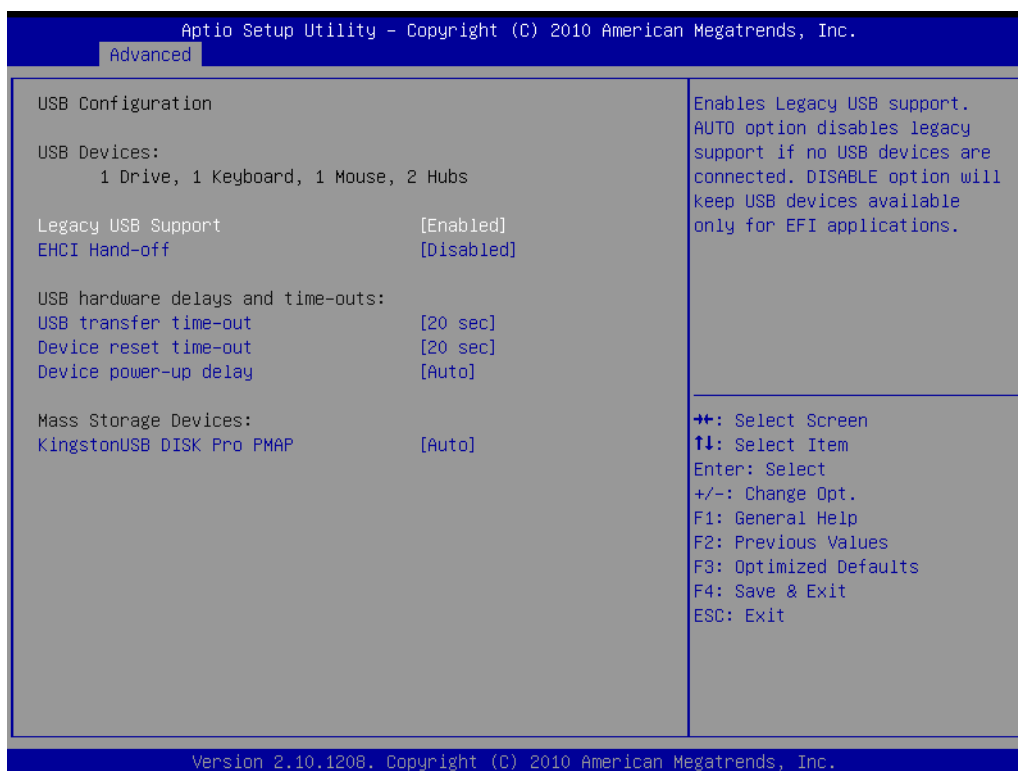 Aptio Setup Utility – Copyright (C) 2010 American Megatrends, Inc.
Advanced
USB Configuration
USB Devices:
1 Drive, 1 Keyboard, 1 Mouse, 2 Hubs
Legacy USB Support [Enabled]
EHCI Hand-off [Disabled]
USB hardware delays and time-outs:
USB transfer time-out [20 sec]
Device reset time-out [20 sec]
Device power-up delay [Auto]
Mass Storage Devices:
KingstonUSB DISK Pro PMAP [Auto]
Enables Legacy USB support.
AUTO option disables legacy
support if no USB devices are
connected. DISABLE option will
keep USB devices available
only for EFI applications.
→←: Select Screen
↑↓: Select Item
Enter: Select
+/-: Change Opt.
F1: General Help
F2: Previous Values
F3: Optimized Defaults
F4: Save & Exit
ESC: Exit
Version 2.10.1208. Copyright (C) 2010 American Megatrends, Inc.